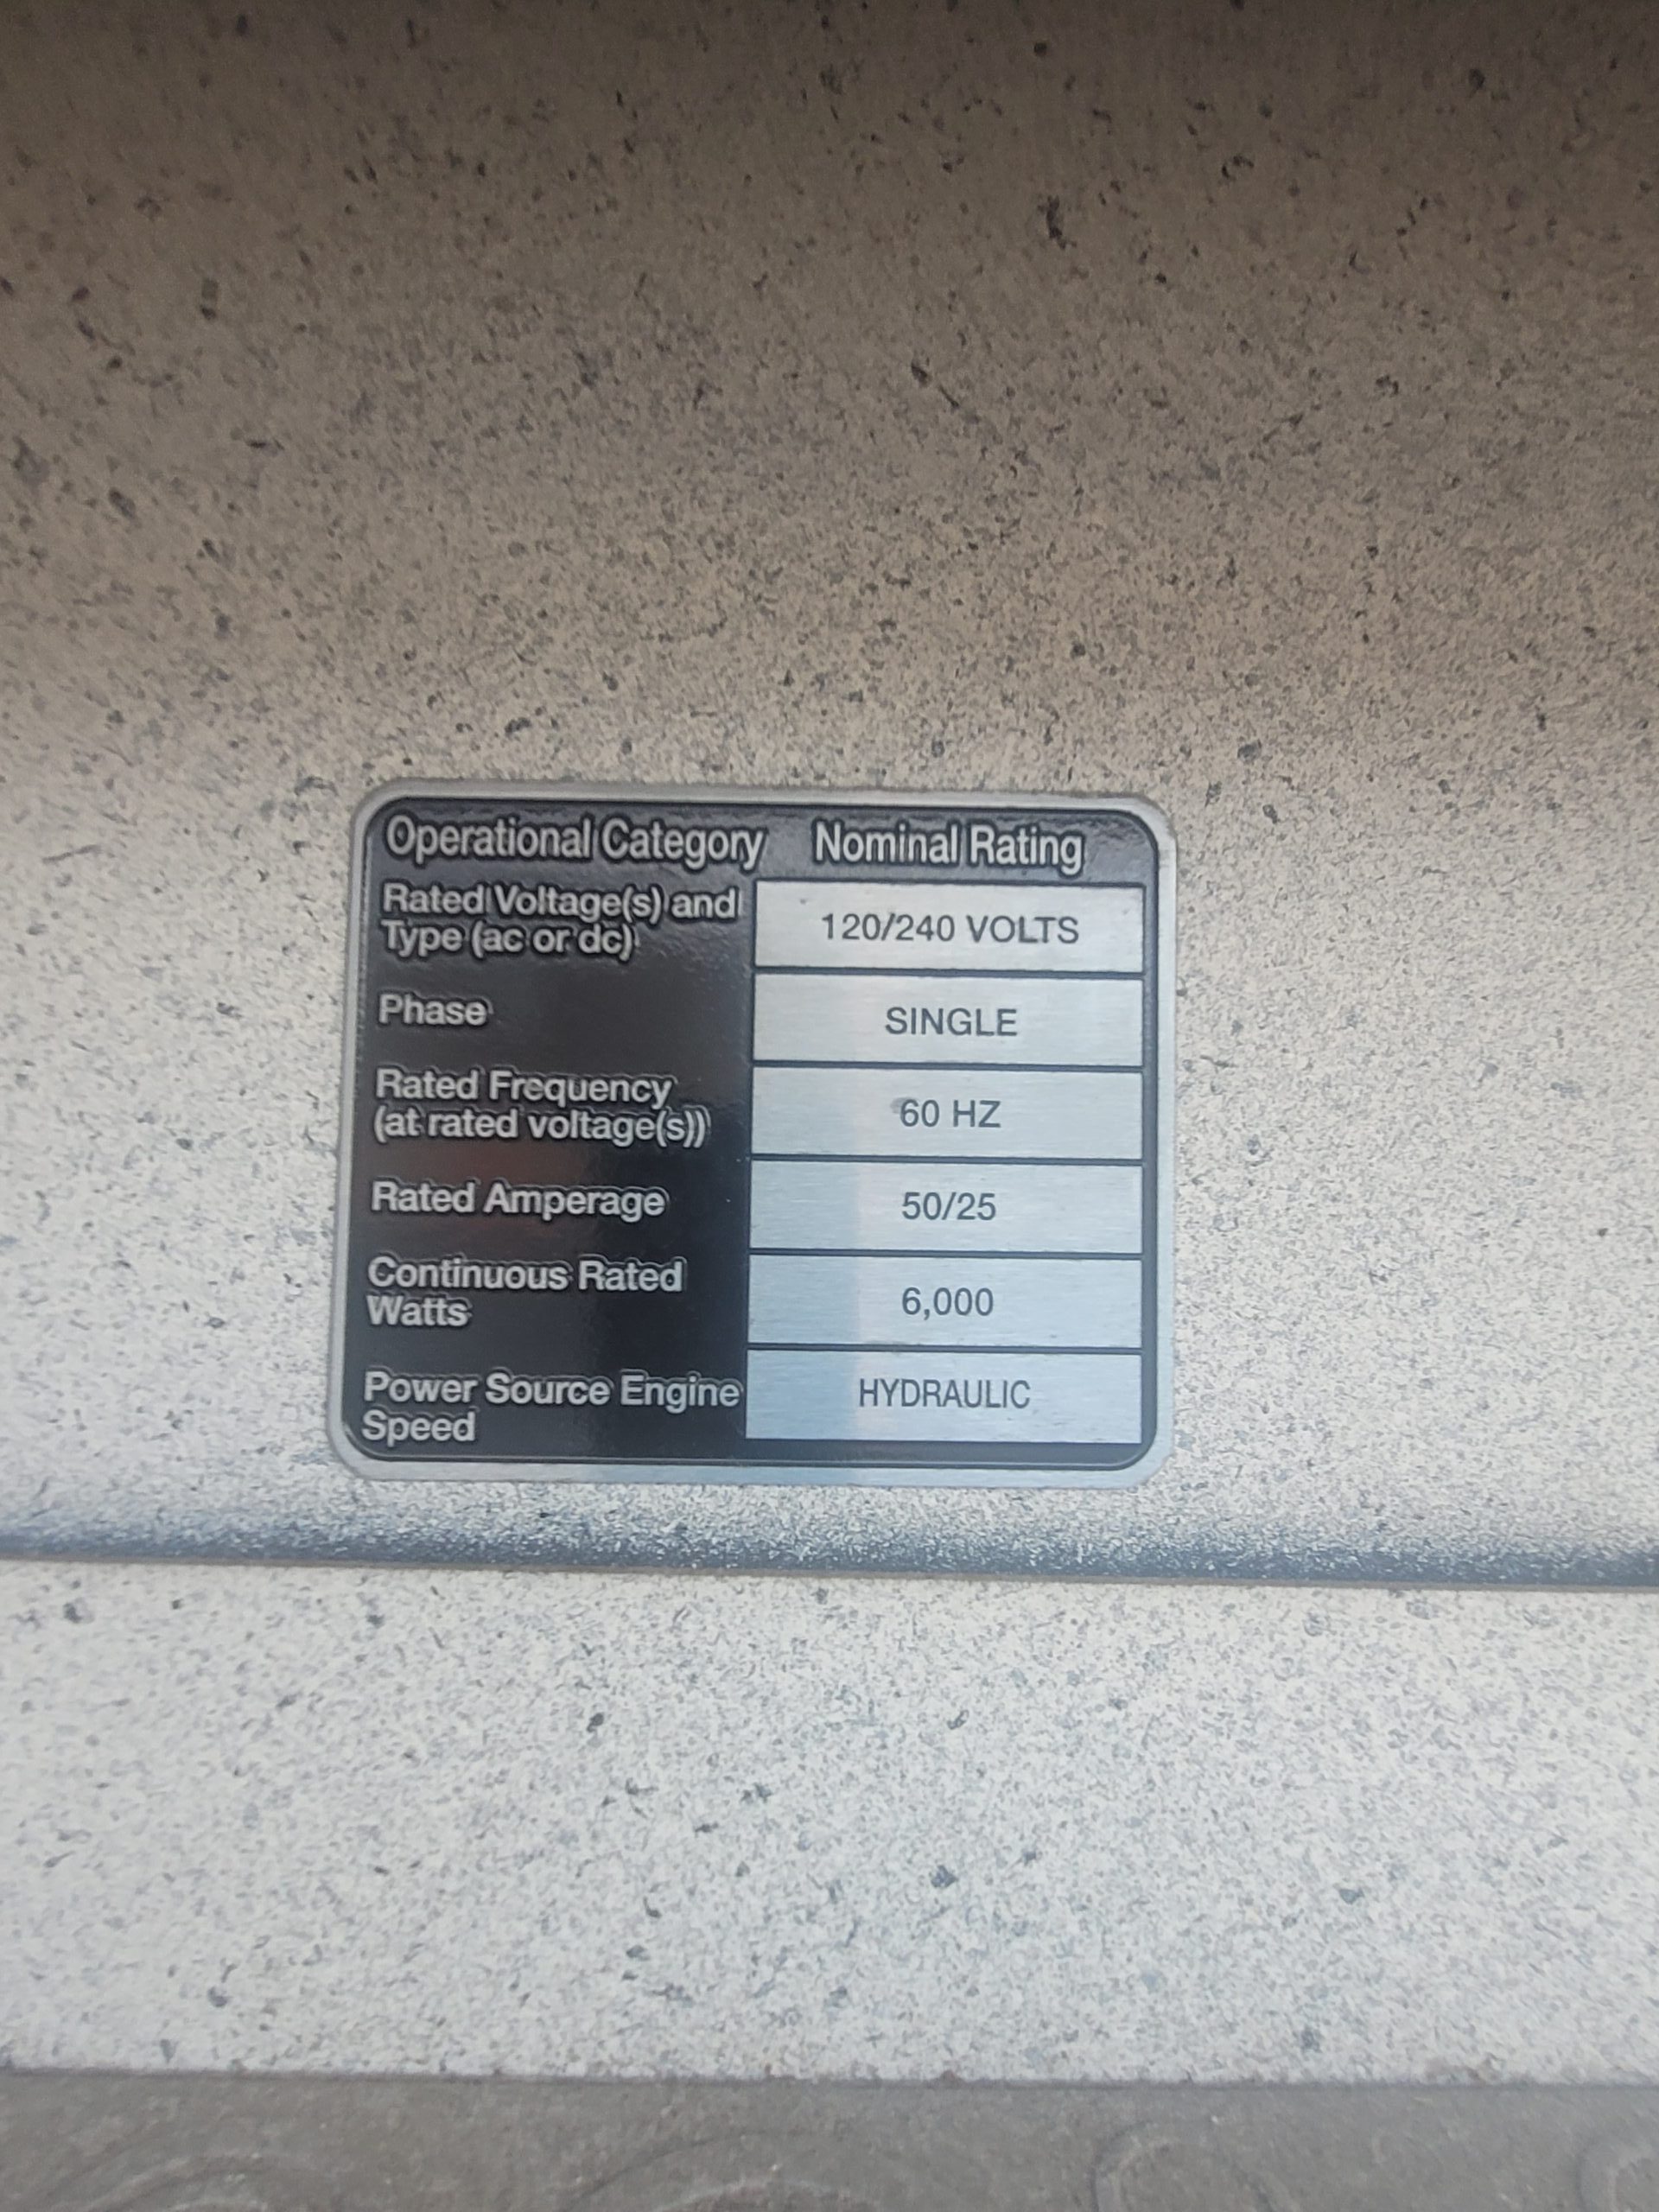 Operational Category Nominal Rating
Rated Voltage(s) and
Type (ac or dc)
120/240 VOLTS
Phase
SINGLE
Rated Frequency
(at rated voltage(s))
60 HZ
Rated Amperage
50/25
Continuous Rated
Watts
6,000
Power Source Engine
Speed
HYDRAULIC